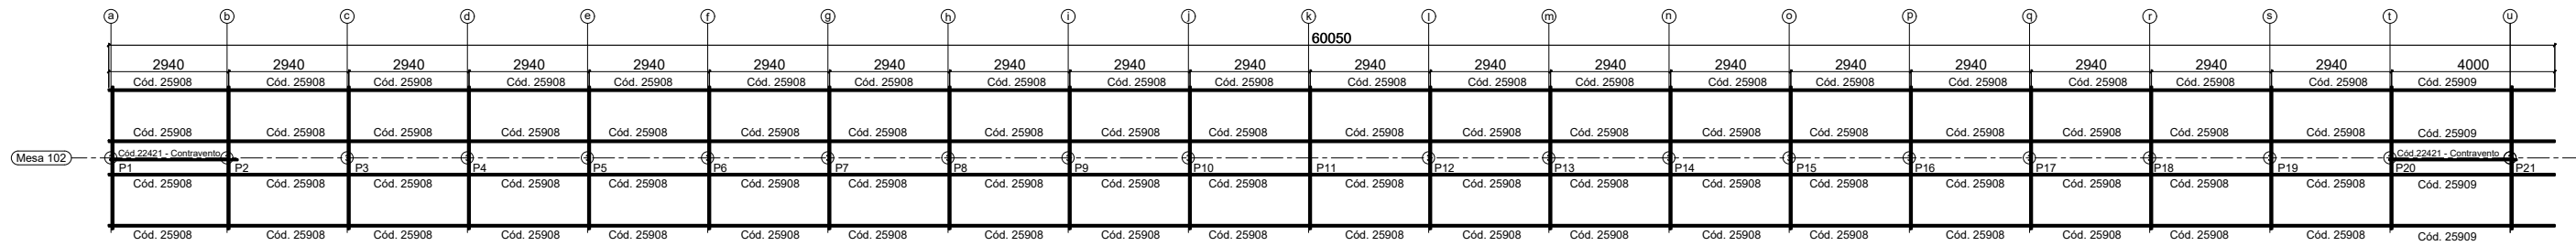 a b c d e f g h i j k l m n o p q r s t u
60050
2940 2940 2940 2940 2940 2940 2940 2940 2940 2940 2940 2940 2940 2940 2940 2940 2940 2940 2940 4000
Cód. 25908 Cód. 25908 Cód. 25908 Cód. 25908 Cód. 25908 Cód. 25908 Cód. 25908 Cód. 25908 Cód. 25908 Cód. 25908 Cód. 25908 Cód. 25908 Cód. 25908 Cód. 25908 Cód. 25908 Cód. 25908 Cód. 25908 Cód. 25908 Cód. 25908 Cód. 25909
Cód. 25908 Cód. 25908 Cód. 25908 Cód. 25908 Cód. 25908 Cód. 25908 Cód. 25908 Cód. 25908 Cód. 25908 Cód. 25908 Cód. 25908 Cód. 25908 Cód. 25908 Cód. 25908 Cód. 25908 Cód. 25908 Cód. 25908 Cód. 25908 Cód. 25908 Cód. 25909
Mesa 102 Cód.22421 - Contravento Cód.22421 - Contravento
P1 P2 P3 P4 P5 P6 P7 P8 P9 P10 P11 P12 P13 P14 P15 P16 P17 P18 P19 P20 P21
Cód. 25908 Cód. 25908 Cód. 25908 Cód. 25908 Cód. 25908 Cód. 25908 Cód. 25908 Cód. 25908 Cód. 25908 Cód. 25908 Cód. 25908 Cód. 25908 Cód. 25908 Cód. 25908 Cód. 25908 Cód. 25908 Cód. 25908 Cód. 25908 Cód. 25908 Cód. 25909
Cód. 25908 Cód. 25908 Cód. 25908 Cód. 25908 Cód. 25908 Cód. 25908 Cód. 25908 Cód. 25908 Cód. 25908 Cód. 25908 Cód. 25908 Cód. 25908 Cód. 25908 Cód. 25908 Cód. 25908 Cód. 25908 Cód. 25908 Cód. 25908 Cód. 25908 Cód. 25909